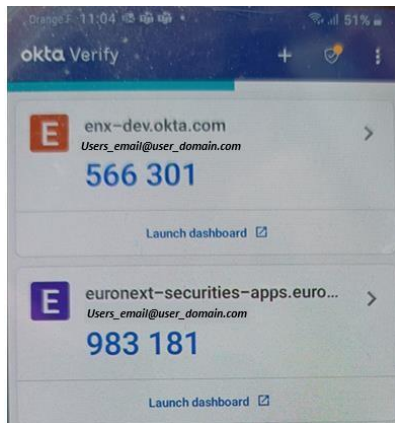 Orange F 11:04
51%
okta Verify
E
enx-dev.okta.com
Users_email@user_domain.com
566 301
Launch dashboard
E
euronext-securities-apps.euro...
Users_email@user_domain.com
983 181
Launch dashboard